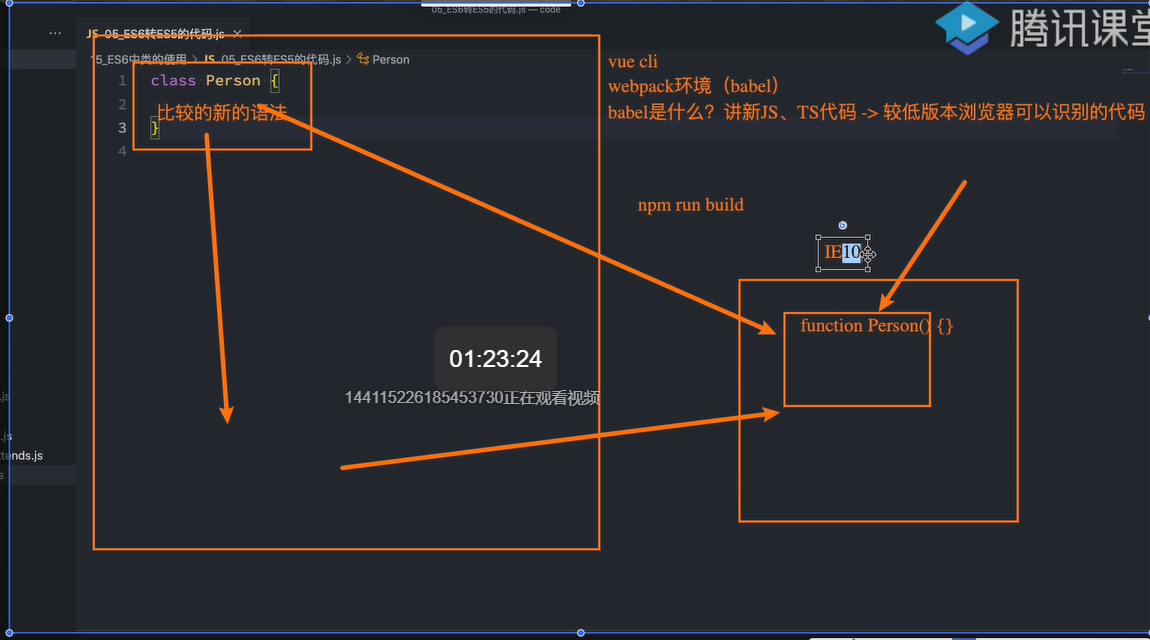 05_ES6转ES5的代码.js — code
腾讯课堂
JS 05_ES6转ES5的代码.js ×
15_ES6中类的使用 > JS 05_ES6转ES5的代码.js > Person
1 class Person {
2 比较的新的语法
3 }
4
vue cli
webpack环境（babel）
babel是什么？讲新JS、TS代码 -> 较低版本浏览器可以识别的代码
npm run build
IE10
function Person() {}
01:23:24
144115226185453730正在观看视频
.js
.js
tends.js
s